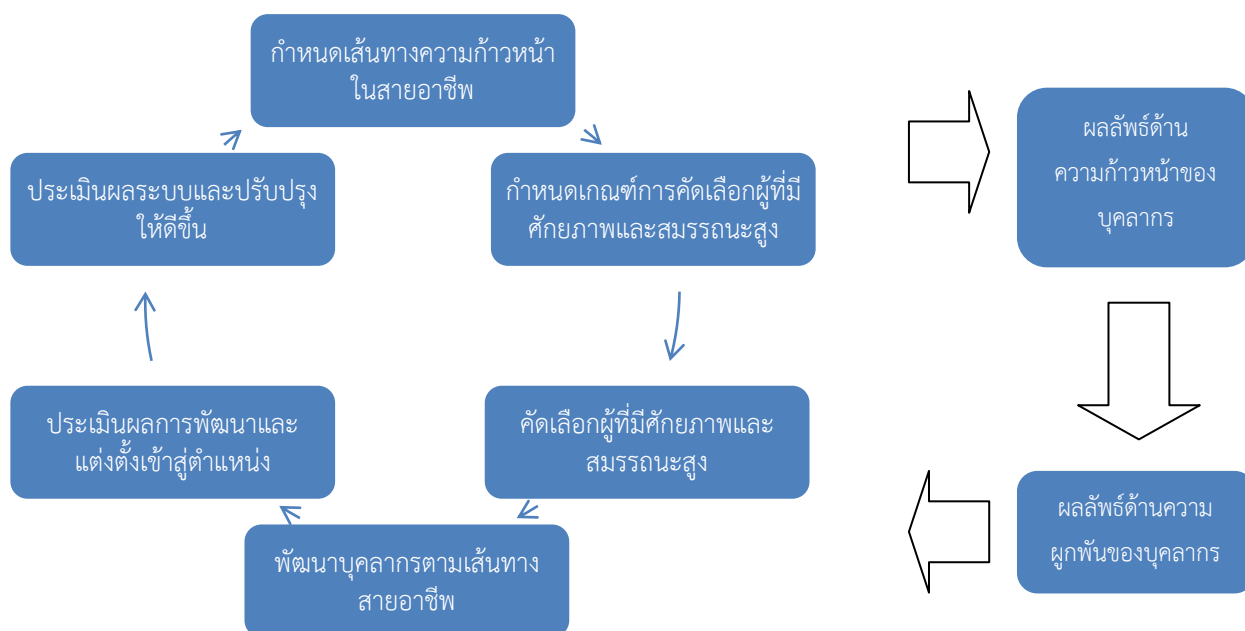 กำหนดเส้นทางความก้าวหน้า
ในสายอาชีพ
กำหนดเกณฑ์การคัดเลือกผู้ที่มี
ศักยภาพและสมรรถนะสูง
คัดเลือกผู้ที่มีศักยภาพและ
สมรรถนะสูง
พัฒนาบุคลากรตามเส้นทาง
สายอาชีพ
ประเมินผลการพัฒนาและ
แต่งตั้งเข้าสู่ตำแหน่ง
ประเมินผลระบบและปรับปรุง
ให้ดีขึ้น
ผลลัพธ์ด้าน
ความก้าวหน้าของ
บุคลากร
ผลลัพธ์ด้านความ
ผูกพันของบุคลากร